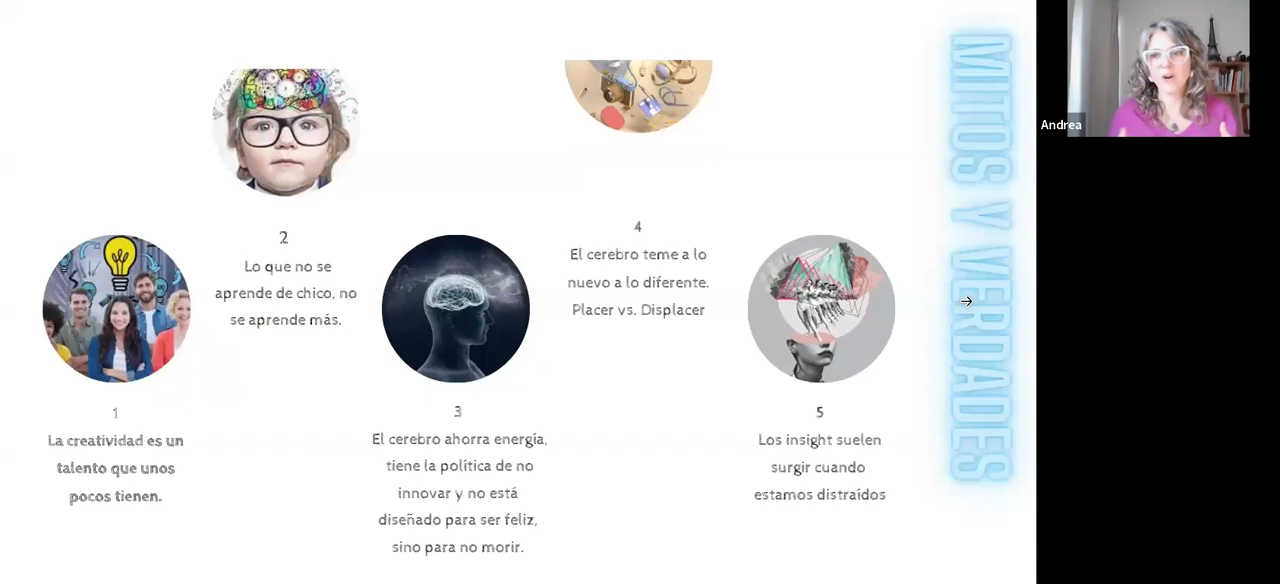 1
La creatividad es un
talento que unos
pocos tienen.
2
Lo que no se
aprende de chico, no
se aprende más.
3
El cerebro ahorra energía,
tiene la política de no
innovar y no está
diseñado para ser feliz,
sino para no morir.
4
El cerebro teme a lo
nuevo a lo diferente.
Placer vs. Displacer
5
Los insight suelen
surgir cuando
estamos distraídos
MITOS Y VERDADES
Andrea